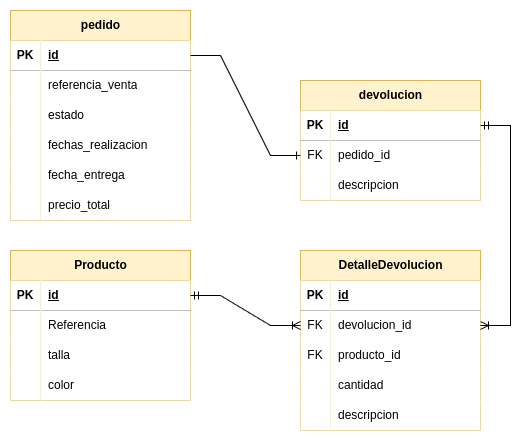 pedido
PK id
referencia_venta
estado
fechas_realizacion
fecha_entrega
precio_total
devolucion
PK id
FK pedido_id
descripcion
Producto
PK id
Referencia
talla
color
DetalleDevolucion
PK id
FK devolucion_id
FK producto_id
cantidad
descripcion